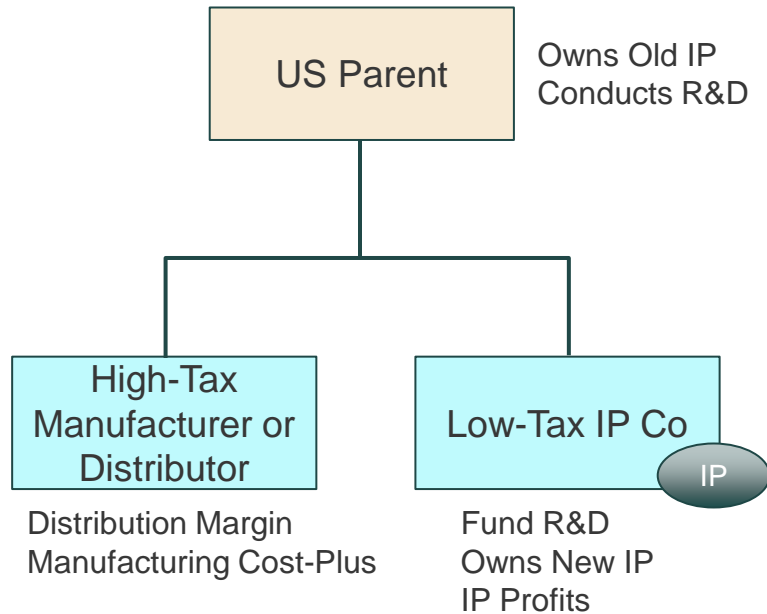 US Parent
Owns Old IP
Conducts R&D
High-Tax
Manufacturer or
Distributor
Low-Tax IP Co
IP
Distribution Margin
Manufacturing Cost-Plus
Fund R&D
Owns New IP
IP Profits